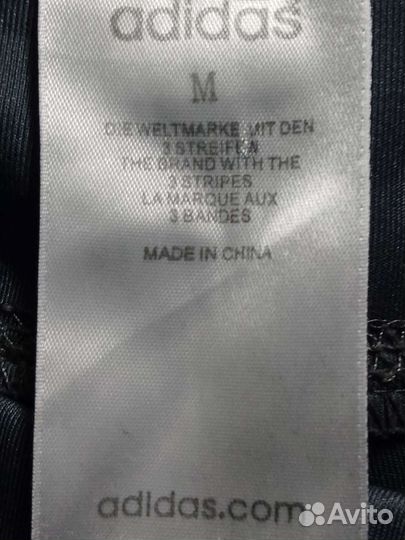 adidas
M
DIE WELTMARKE MIT DEN
3 STREIFEN
THE BRAND WITH THE
3 STRIPES
LA MARQUE AUX
3 BANDES
MADE IN CHINA
adidas.com
Avito